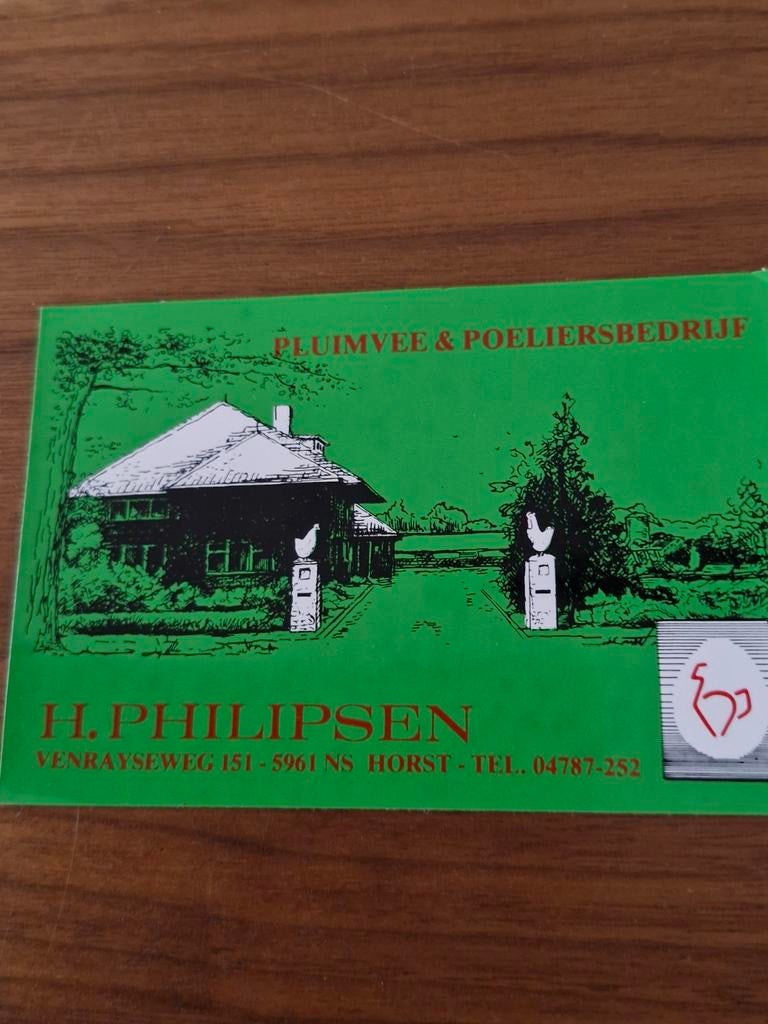 PLUIMVEE & POELIERSBEDRIJF
H. PHILIPSEN
VENRAYSEWEG 151 - 5961 NS HORST - TEL.. 04787-252